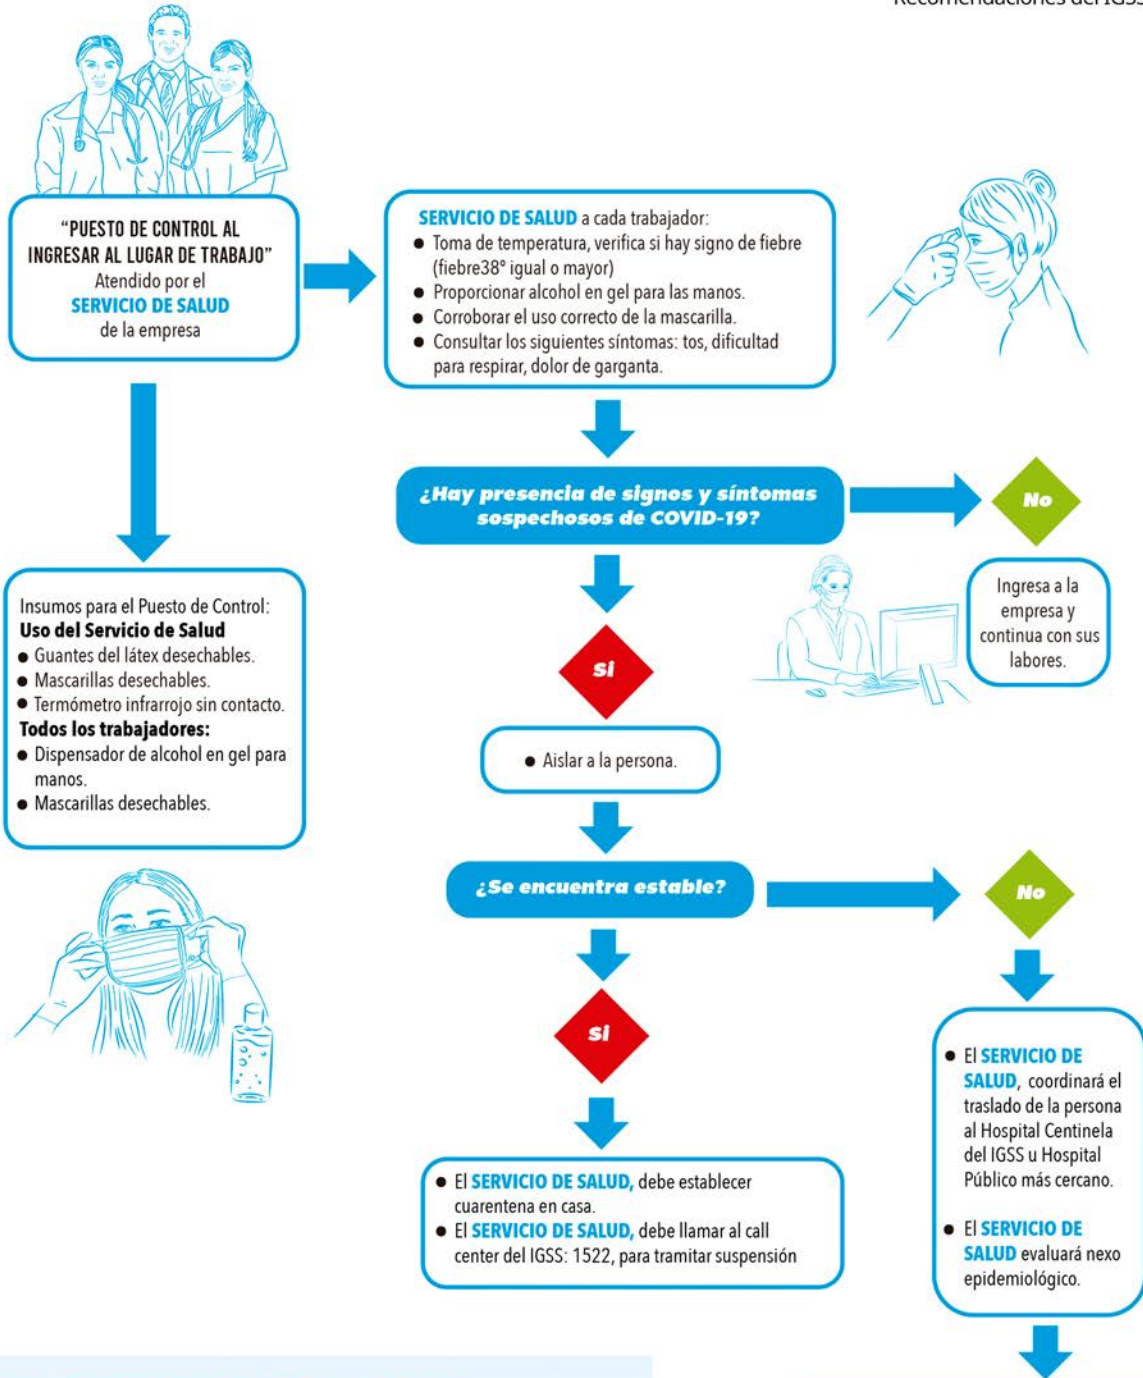 Recomendaciones del IGSS
“PUESTO DE CONTROL AL
INGRESAR AL LUGAR DE TRABAJO”
Atendido por el
SERVICIO DE SALUD
de la empresa
SERVICIO DE SALUD a cada trabajador:
● Toma de temperatura, verifica si hay signo de fiebre
(fiebre38° igual o mayor)
● Proporcionar alcohol en gel para las manos.
● Corroborar el uso correcto de la mascarilla.
● Consultar los siguientes síntomas: tos, dificultad
para respirar, dolor de garganta.
¿Hay presencia de signos y síntomas
sospechosos de COVID-19?
No
Ingresa a la
empresa y
continua con sus
labores.
Insumos para el Puesto de Control:
Uso del Servicio de Salud
● Guantes del látex desechables.
● Mascarillas desechables.
● Termómetro infrarrojo sin contacto.
Todos los trabajadores:
● Dispensador de alcohol en gel para
manos.
● Mascarillas desechables.
Si
● Aislar a la persona.
¿Se encuentra estable?
No
Si
● El SERVICIO DE SALUD, debe establecer
cuarentena en casa.
● El SERVICIO DE SALUD, debe llamar al call
center del IGSS: 1522, para tramitar suspensión
● El SERVICIO DE
SALUD, coordinará el
traslado de la persona
al Hospital Centinela
del IGSS u Hospital
Público más cercano.
● El SERVICIO DE
SALUD evaluará nexo
epidemiológico.